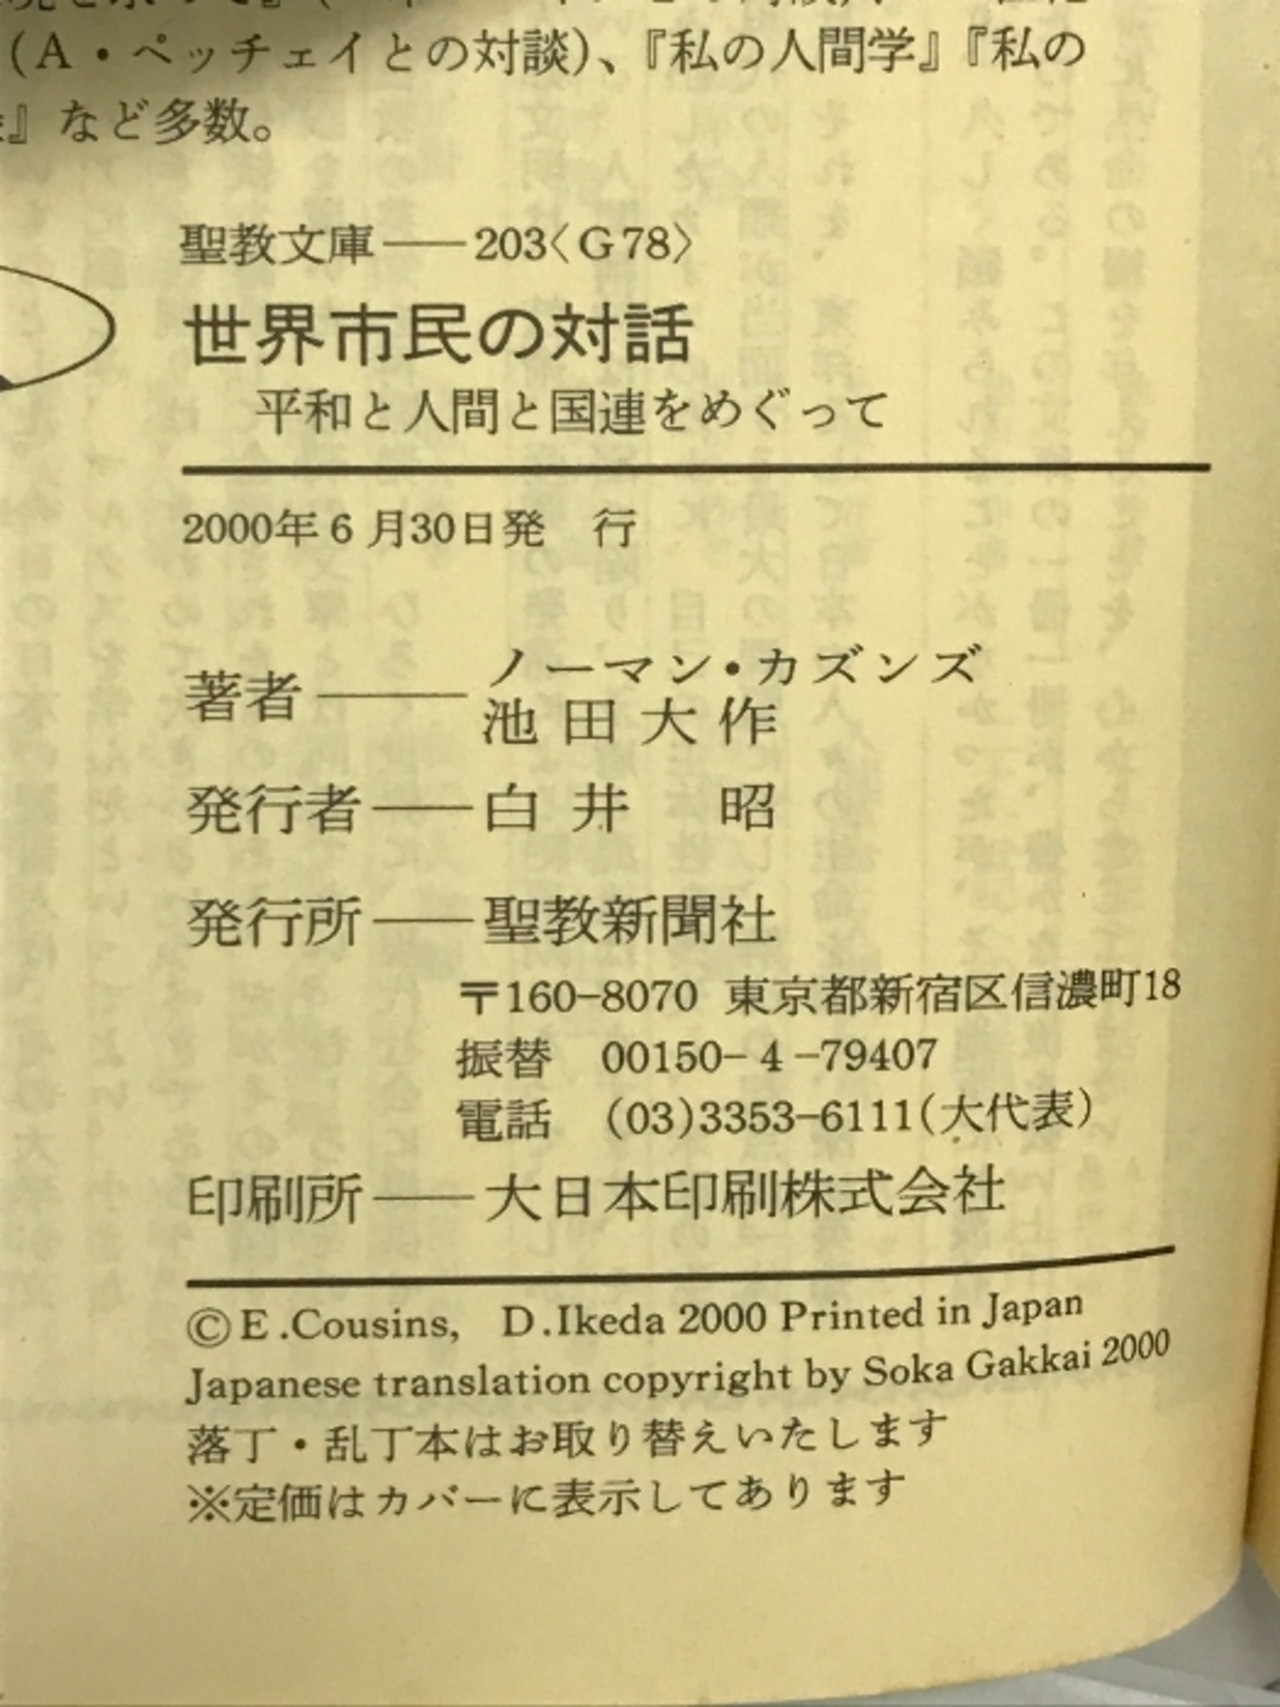 （A・ペッチェイとの対談）、『私の人間学』『私の
』など多数。
聖教文庫——203〈G78〉
世界市民の対話
平和と人間と国連をめぐって
2000年6月30日発　行
著者——ノーマン・カズンズ
池田大作
発行者——白井　昭
発行所——聖教新聞社
〒160-8070 東京都新宿区信濃町18
振替　00150-4-79407
電話　(03)3353-6111(大代表)
印刷所——大日本印刷株式会社
©E.Cousins,　D.Ikeda 2000 Printed in Japan
Japanese translation copyright by Soka Gakkai 2000
落丁・乱丁本はお取り替えいたします
※定価はカバーに表示してあります